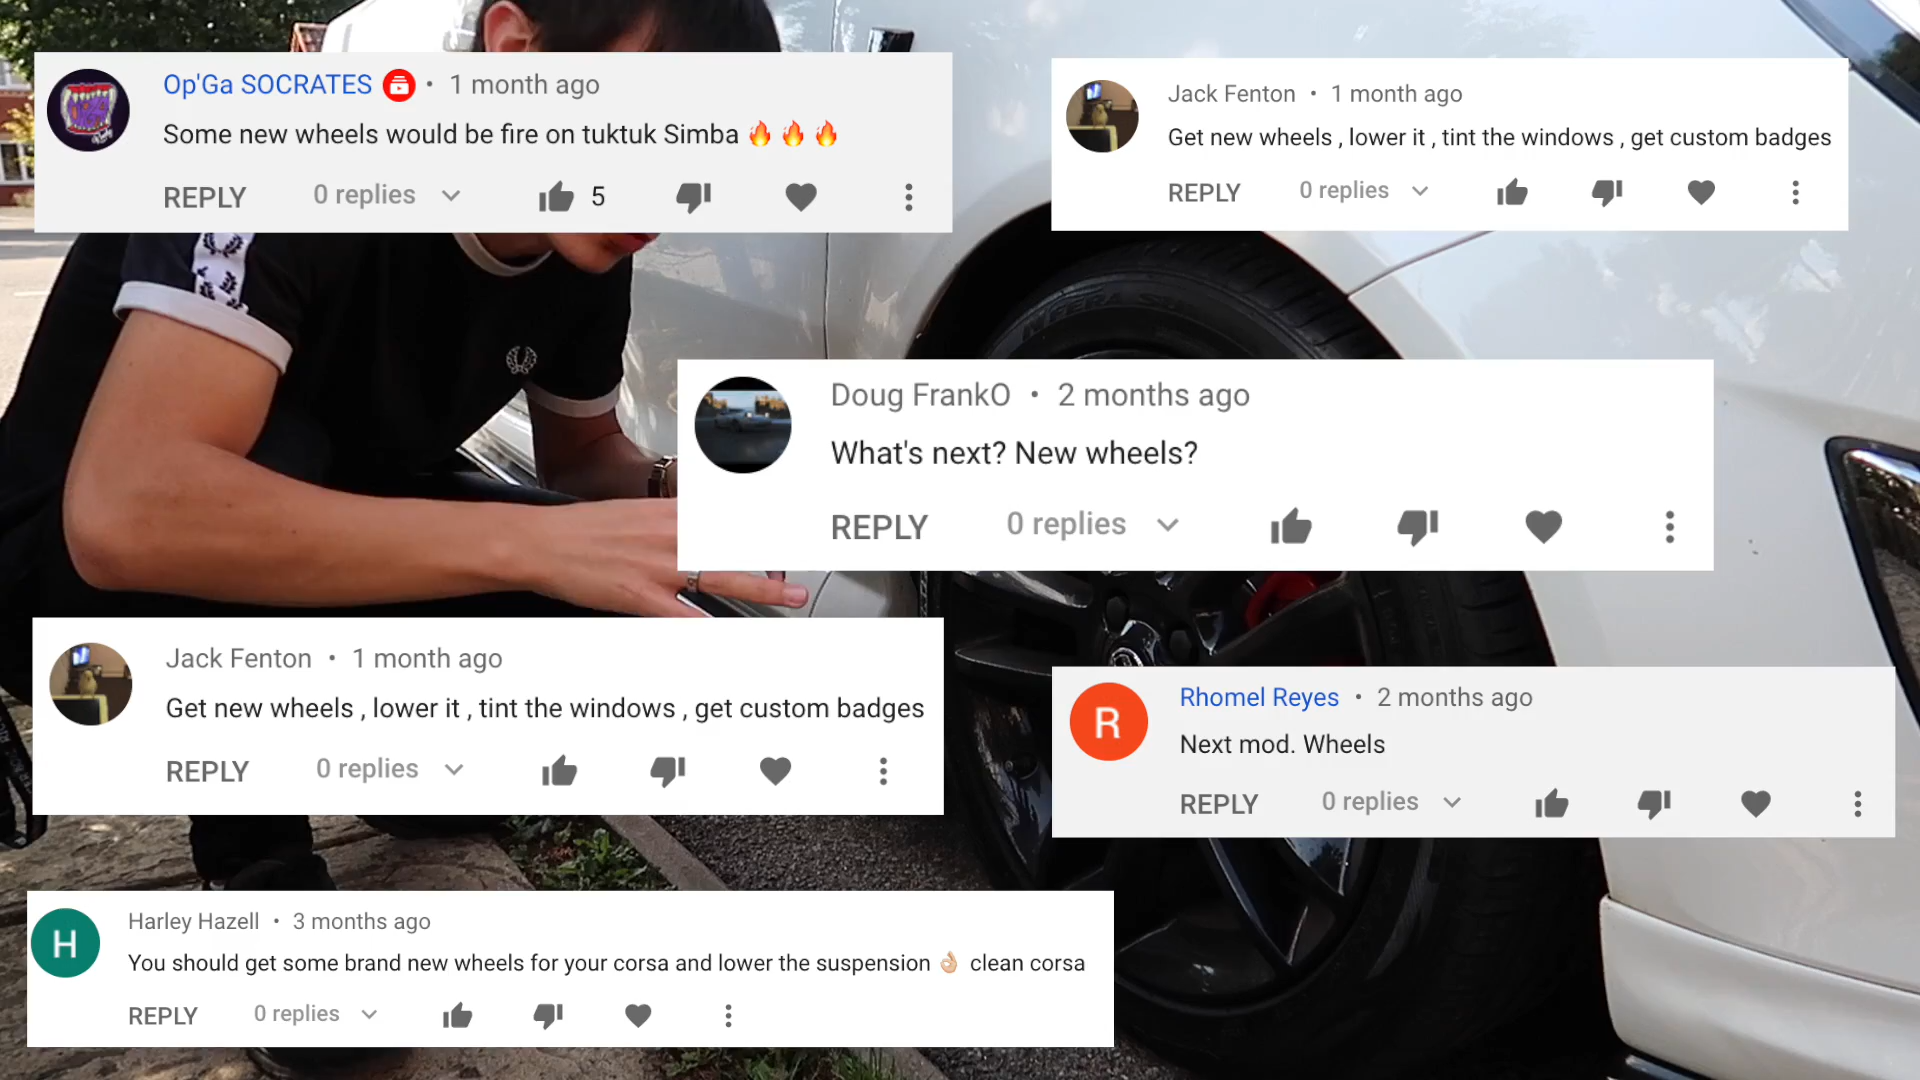 Op'Ga SOCRATES • 1 month ago
Some new wheels would be fire on tuktuk Simba 🔥🔥🔥
REPLY 0 replies 5
Jack Fenton • 1 month ago
Get new wheels , lower it , tint the windows , get custom badges
REPLY 0 replies
Doug FrankO • 2 months ago
What's next? New wheels?
REPLY 0 replies
Jack Fenton • 1 month ago
Get new wheels , lower it , tint the windows , get custom badges
REPLY 0 replies
R
Rhomel Reyes • 2 months ago
Next mod. Wheels
REPLY 0 replies
H
Harley Hazell • 3 months ago
You should get some brand new wheels for your corsa and lower the suspension 👌🏼 clean corsa
REPLY 0 replies